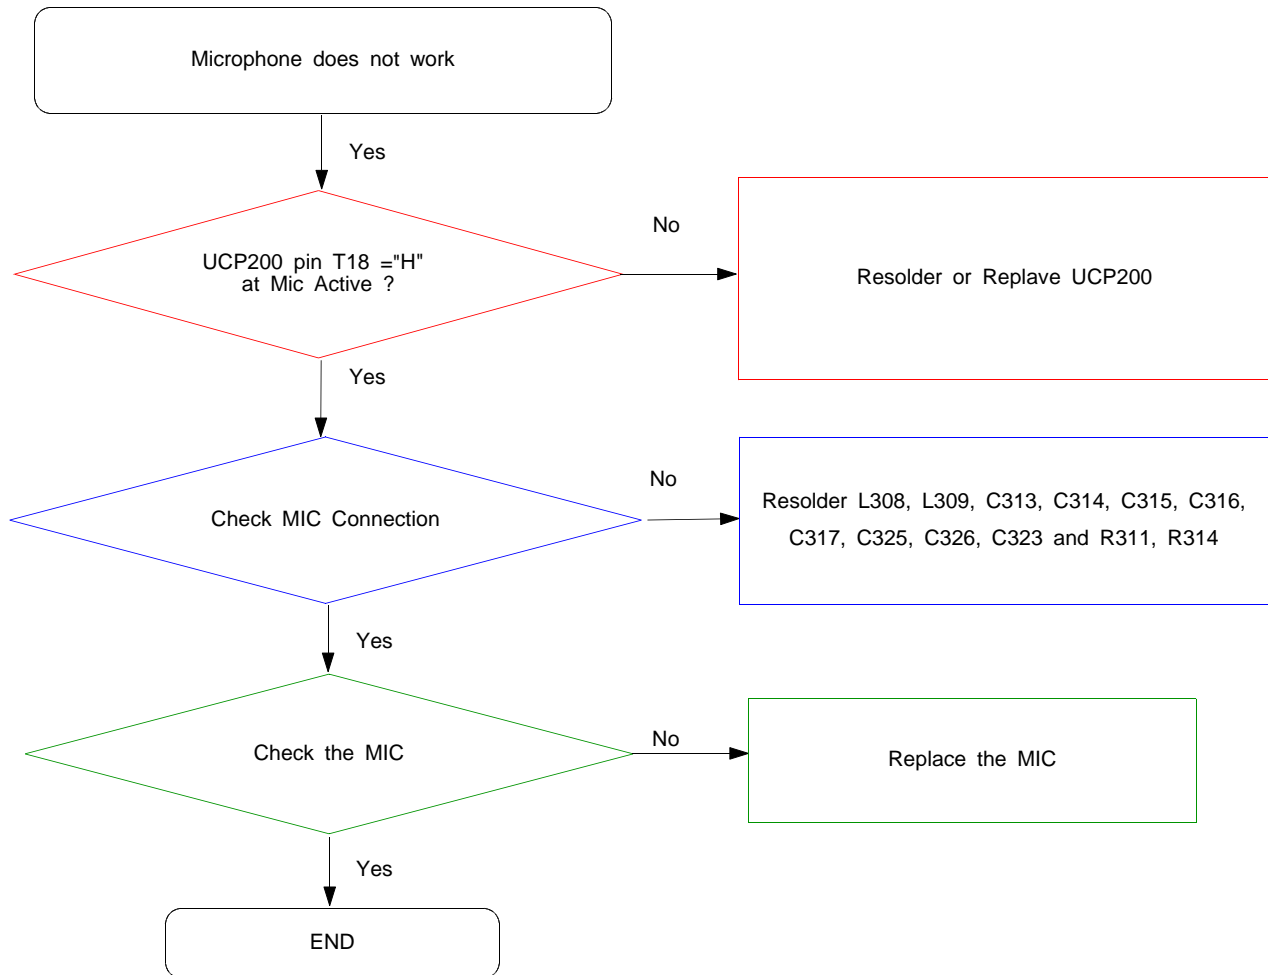 Microphone does not work
Yes
UCP200 pin T18 ="H"
at Mic Active ?
No
Resolder or Replave UCP200
Yes
Check MIC Connection
No
Resolder L308, L309, C313, C314, C315, C316,
C317, C325, C326, C323 and R311, R314
Yes
Check the MIC
No
Replace the MIC
Yes
END